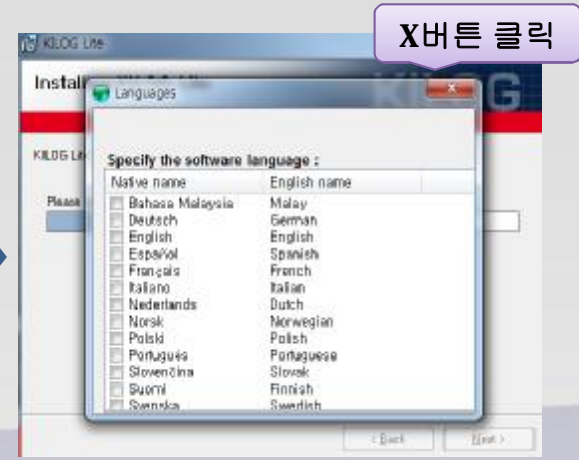 X버튼 클릭
KILOG Lite
Install
KILOG
Languages
KILOG Lite
Please
Specify the software language :
Native name English name
Bahasa Malaysia Malay
Deutsch German
English English
Español Spanish
Français French
Italiano Italian
Nederlands Dutch
Norsk Norwegian
Polski Polish
Português Portuguese
Slovenčina Slovak
Suomi Finnish
Svenska Swedish
< Back Next >